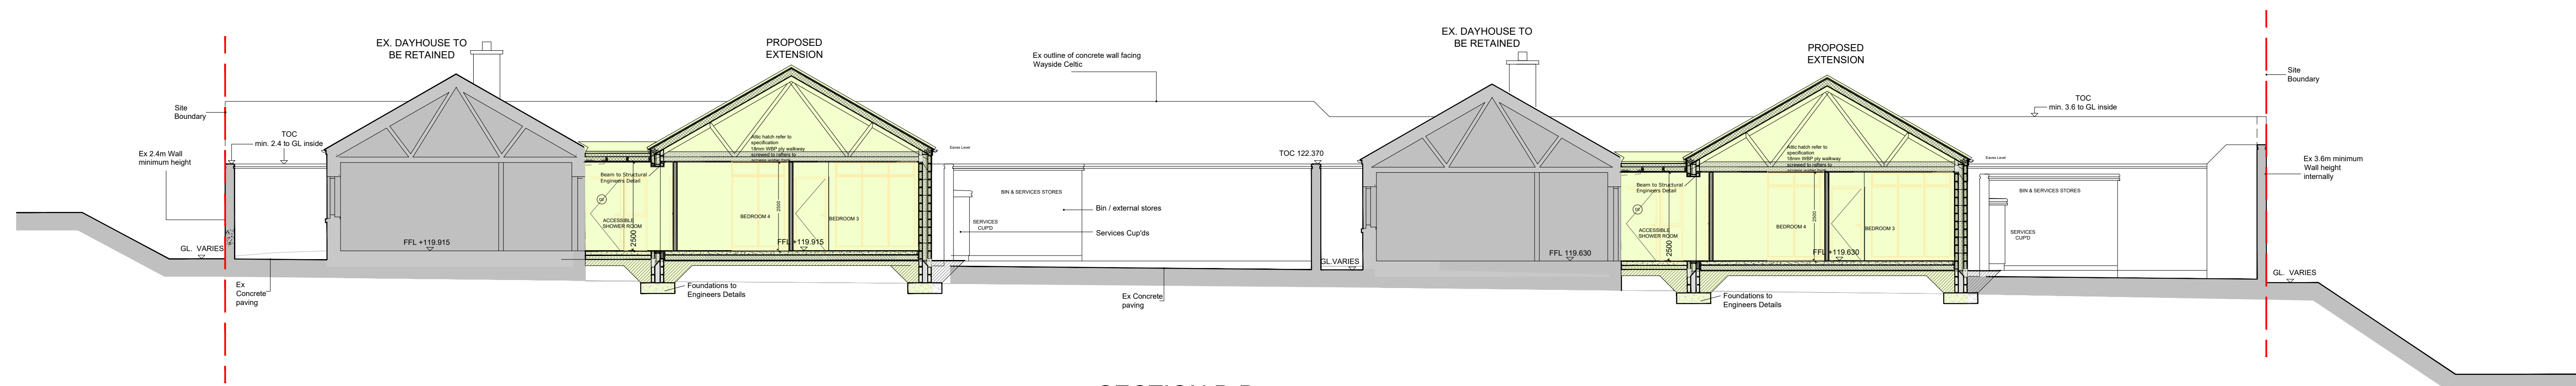 EX. DAYHOUSE TO
BE RETAINED
PROPOSED
EXTENSION
Ex outline of concrete wall facing
Wayside Celtic
EX. DAYHOUSE TO
BE RETAINED
PROPOSED
EXTENSION
Site
Boundary
Site
Boundary
TOC
min. 3.6 to GL inside
TOC
min. 2.4 to GL inside
Ex 2.4m Wall
minimum height
Attic hatch refer to
specification
18mm WBP ply walkway
screwed to rafters to
Eaves Level
TOC 122.370
Attic hatch refer to
specification
18mm WBP ply walkway
screwed to rafters to
Eaves Level
Ex 3.6m minimum
Wall height
internally
Beam to Structural
Engineers Detail
ACCESSIBLE
SHOWER ROOM
2500
BEDROOM 4
2500
BEDROOM 3
BIN & SERVICES STORES
Bin / external stores
SERVICES
CUP'D
Services Cup'ds
Beam to Structural
Engineers Detail
ACCESSIBLE
SHOWER ROOM
2500
BEDROOM 4
2500
BEDROOM 3
BIN & SERVICES STORES
SERVICES
CUP'D
GL. VARIES
FFL +119.915
FFL +119.915
GL.VARIES
FFL 119.630
FFL +119.630
GL. VARIES
Ex
Concrete
paving
Foundations to
Engineers Details
Ex Concrete
paving
Foundations to
Engineers Details